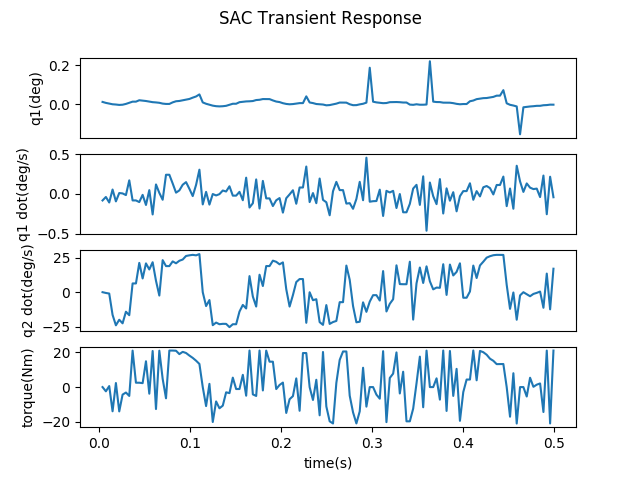 SAC Transient Response
q1(deg)
0.2
0.0
q1 dot(deg/s)
0.5
0.0
−0.5
q2 dot(deg/s)
25
0
−25
torque(Nm)
20
0
−20
0.0 0.1 0.2 0.3 0.4 0.5
time(s)